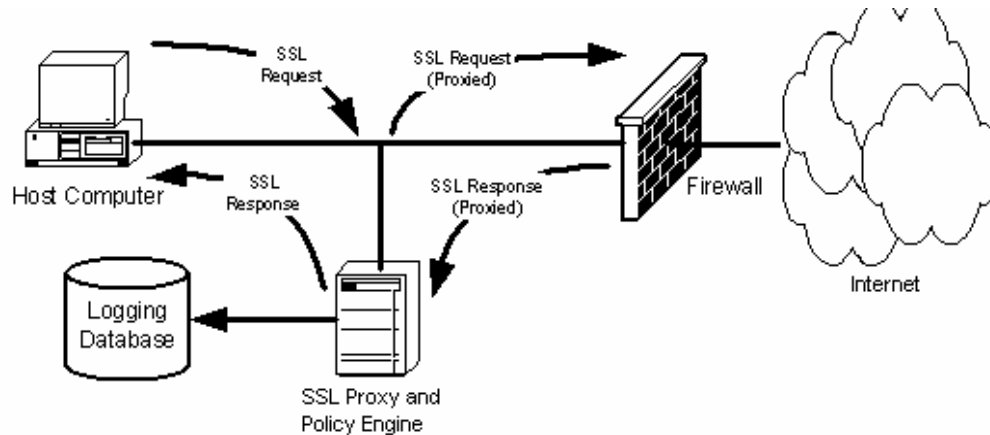 SSL
Request
SSL Request
(Proxied)
Host Computer
SSL
Response
SSL Response
(Proxied)
Firewall
Internet
Logging
Database
SSL Proxy and
Policy Engine